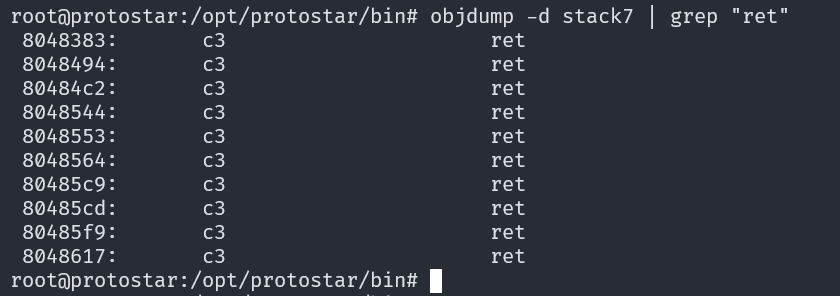 root@protostar:/opt/protostar/bin# objdump -d stack7 | grep "ret"
8048383: c3 ret
8048494: c3 ret
80484c2: c3 ret
8048544: c3 ret
8048553: c3 ret
8048564: c3 ret
80485c9: c3 ret
80485cd: c3 ret
80485f9: c3 ret
8048617: c3 ret
root@protostar:/opt/protostar/bin#